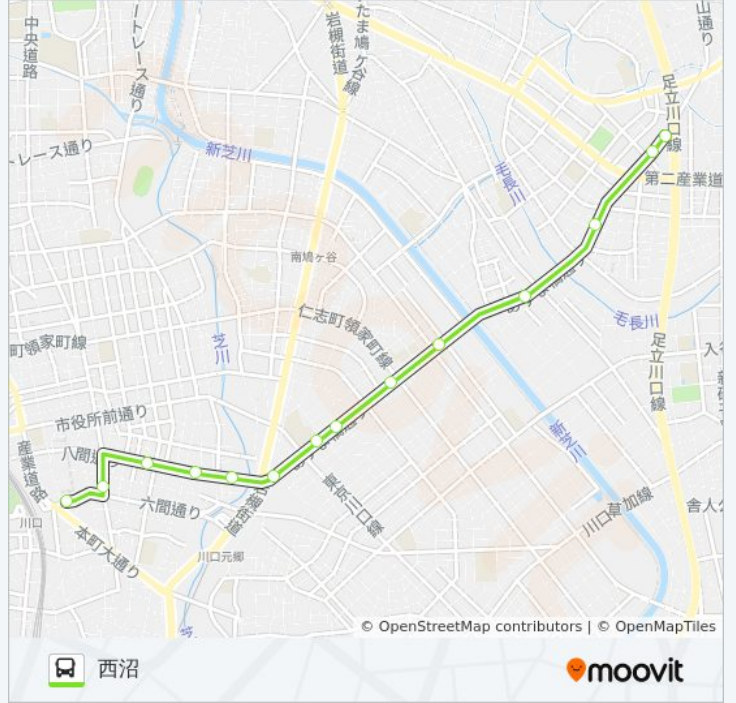 山通り
たま鳩ヶ谷線
岩槻街道
ートレース通り
中央道路
足立川口線
トレース通り
新芝川
毛長川
第二産業道
南鳩ヶ谷
仁志町領家町線
毛長川
芝川
町領家町線
足立川口線
入谷
市役所前通り
産業道路
八間通
新芝川
東京川口線
六間通り
川口草加線
舎人公
川口
槻街道
本町大通り
川口元郷
芝
© OpenStreetMap contributors | © OpenMapTiles
西沼
moovit